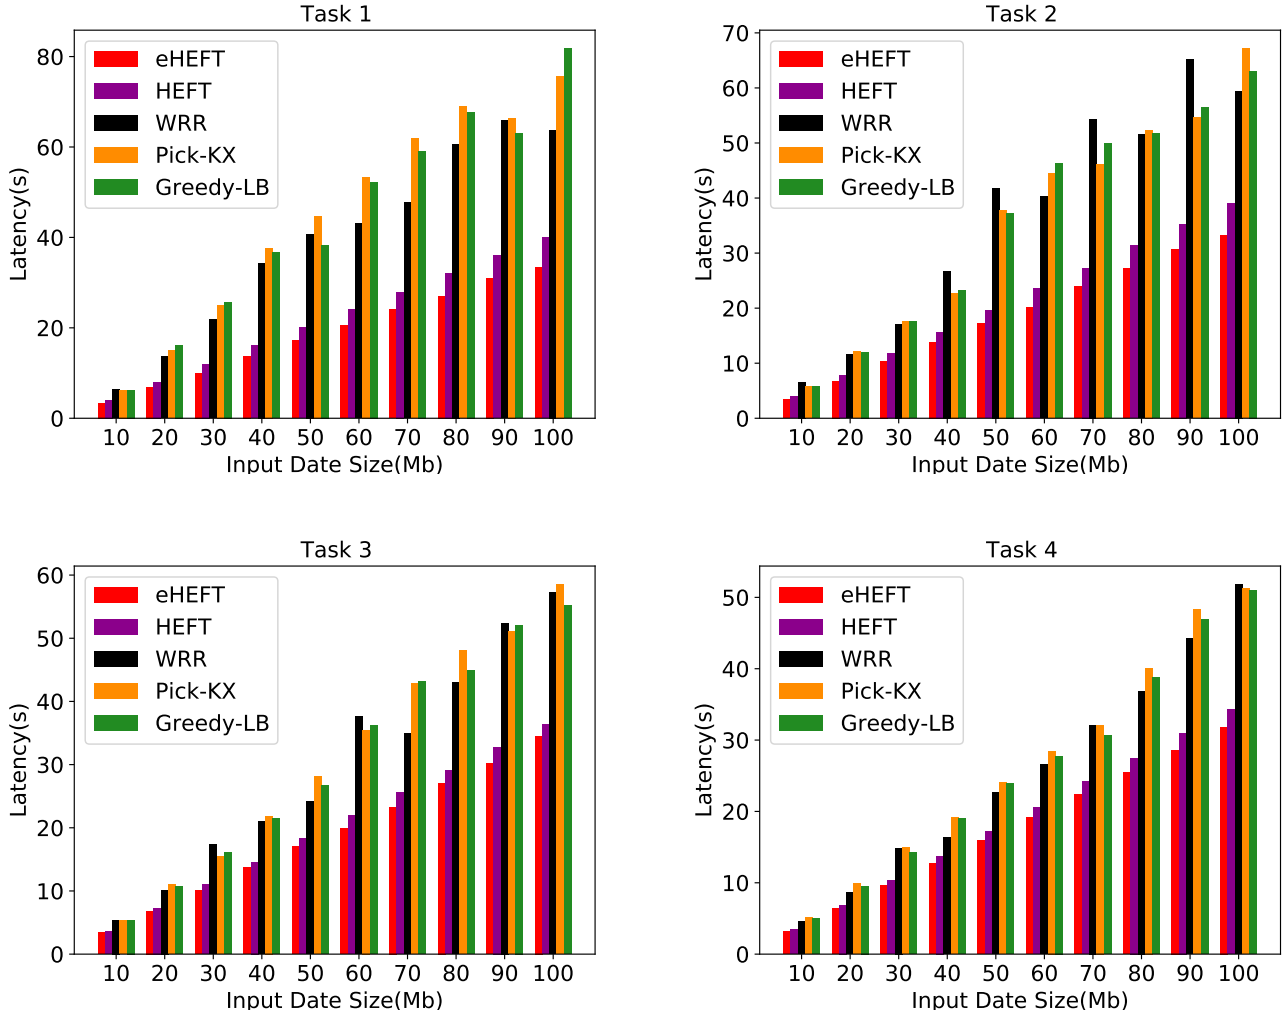 Task 1
80
60
40
20
0
Latency(s)
eHEFT
HEFT
WRR
Pick-KX
Greedy-LB
10 20 30 40 50 60 70 80 90 100
Input Date Size(Mb)
Task 2
70
60
50
40
30
20
10
0
Latency(s)
eHEFT
HEFT
WRR
Pick-KX
Greedy-LB
10 20 30 40 50 60 70 80 90 100
Input Date Size(Mb)
Task 3
60
50
40
30
20
10
0
Latency(s)
eHEFT
HEFT
WRR
Pick-KX
Greedy-LB
10 20 30 40 50 60 70 80 90 100
Input Date Size(Mb)
Task 4
50
40
30
20
10
0
Latency(s)
eHEFT
HEFT
WRR
Pick-KX
Greedy-LB
10 20 30 40 50 60 70 80 90 100
Input Date Size(Mb)